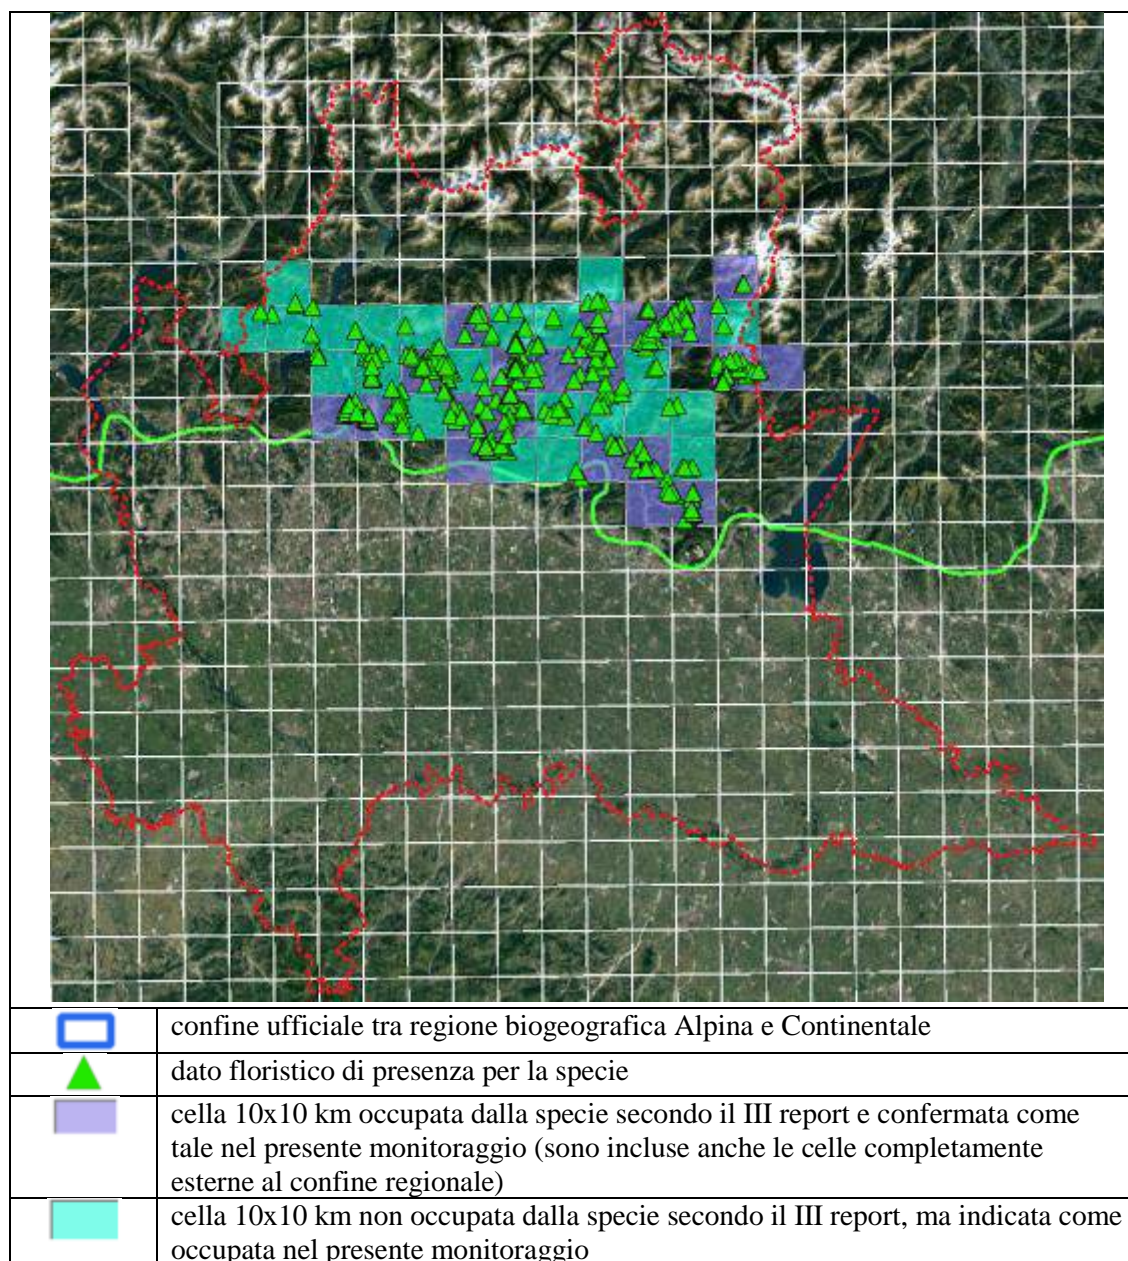 confine ufficiale tra regione biogeografica Alpina e Continentale
dato floristico di presenza per la specie
cella 10x10 km occupata dalla specie secondo il III report e confermata come
tale nel presente monitoraggio (sono incluse anche le celle completamente
esterne al confine regionale)
cella 10x10 km non occupata dalla specie secondo il III report, ma indicata come
occupata nel presente monitoraggio